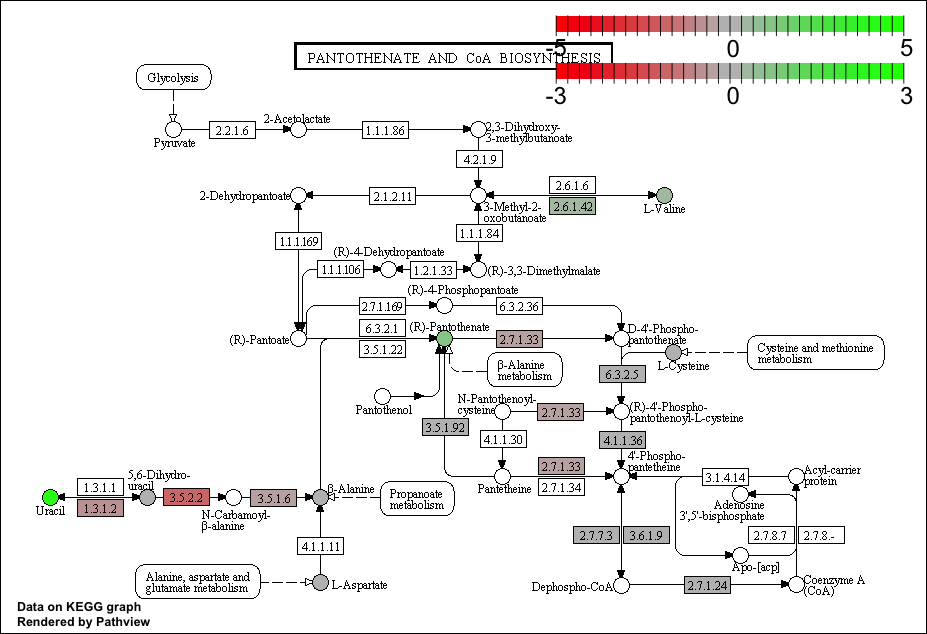 -5 0 5
PANTOTHENATE AND CoA BIOSYNTHESIS
-3 0 3
Glycolysis
Pyruvate
2.2.1.6
2-Acetolactate
1.1.1.86
2,3-Dihydroxy-
3-methylbutanoate
4.2.1.9
2-Dehydropantoate
2.1.2.11
3-Methyl-2-
oxobutanoate
2.6.1.6
2.6.1.42
L-Valine
1.1.1.169
1.1.1.84
(R)-4-Dehydropantoate
1.1.1.106
1.2.1.33
(R)-3,3-Dimethylmalate
(R)-4-Phosphopantoate
2.7.1.169
6.3.2.36
(R)-Pantoate
6.3.2.1
3.5.1.22
(R)-Pantothenate
2.7.1.33
D-4'-Phospho-
pantothenate
L-Cysteine
Cysteine and methionine
metabolism
β-Alanine
metabolism
6.3.2.5
Pantothenol
N-Pantothenoyl-
cysteine
2.7.1.33
(R)-4'-Phospho-
pantothenoyl-L-cysteine
3.5.1.92
4.1.1.30
4.1.1.36
4'-Phospho-
pantetheine
2.7.1.33
2.7.1.34
Pantetheine
3.1.4.14
Acyl-carrier
protein
Adenosine
3',5'-bisphosphate
5,6-Dihydro-
uracil
1.3.1.1
1.3.1.2
Uracil
3.5.2.2
N-Carbamoyl-
β-alanine
3.5.1.6
β-Alanine
Propanoate
metabolism
4.1.1.11
2.7.7.3
3.6.1.9
2.7.8.7
2.7.8.-
Apo-[acp]
Alanine, aspartate and
glutamate metabolism
L-Aspartate
Dephospho-CoA
2.7.1.24
Coenzyme A
(CoA)
Data on KEGG graph
Rendered by Pathview